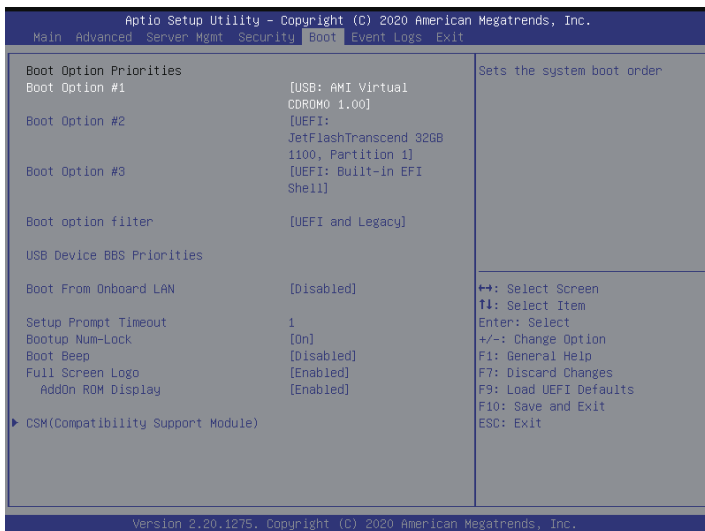 Aptio Setup Utility – Copyright (C) 2020 American Megatrends, Inc.
Main Advanced Server Mgmt Security Boot Event Logs Exit
Boot Option Priorities
Boot Option #1 [USB: AMI Virtual
CDROM0 1.00]
Boot Option #2 [UEFI:
JetFlashTranscend 32GB
1100, Partition 1]
Boot Option #3 [UEFI: Built-in EFI
Shell]
Boot option filter [UEFI and Legacy]
USB Device BBS Priorities
Boot From Onboard LAN [Disabled]
Setup Prompt Timeout 1
Bootup Num-Lock [On]
Boot Beep [Disabled]
Full Screen Logo [Enabled]
AddOn ROM Display [Enabled]
CSM(Compatibility Support Module)
Sets the system boot order
↔: Select Screen
↑↓: Select Item
Enter: Select
+/-: Change Option
F1: General Help
F7: Discard Changes
F9: Load UEFI Defaults
F10: Save and Exit
ESC: Exit
Version 2.20.1275. Copyright (C) 2020 American Megatrends, Inc.